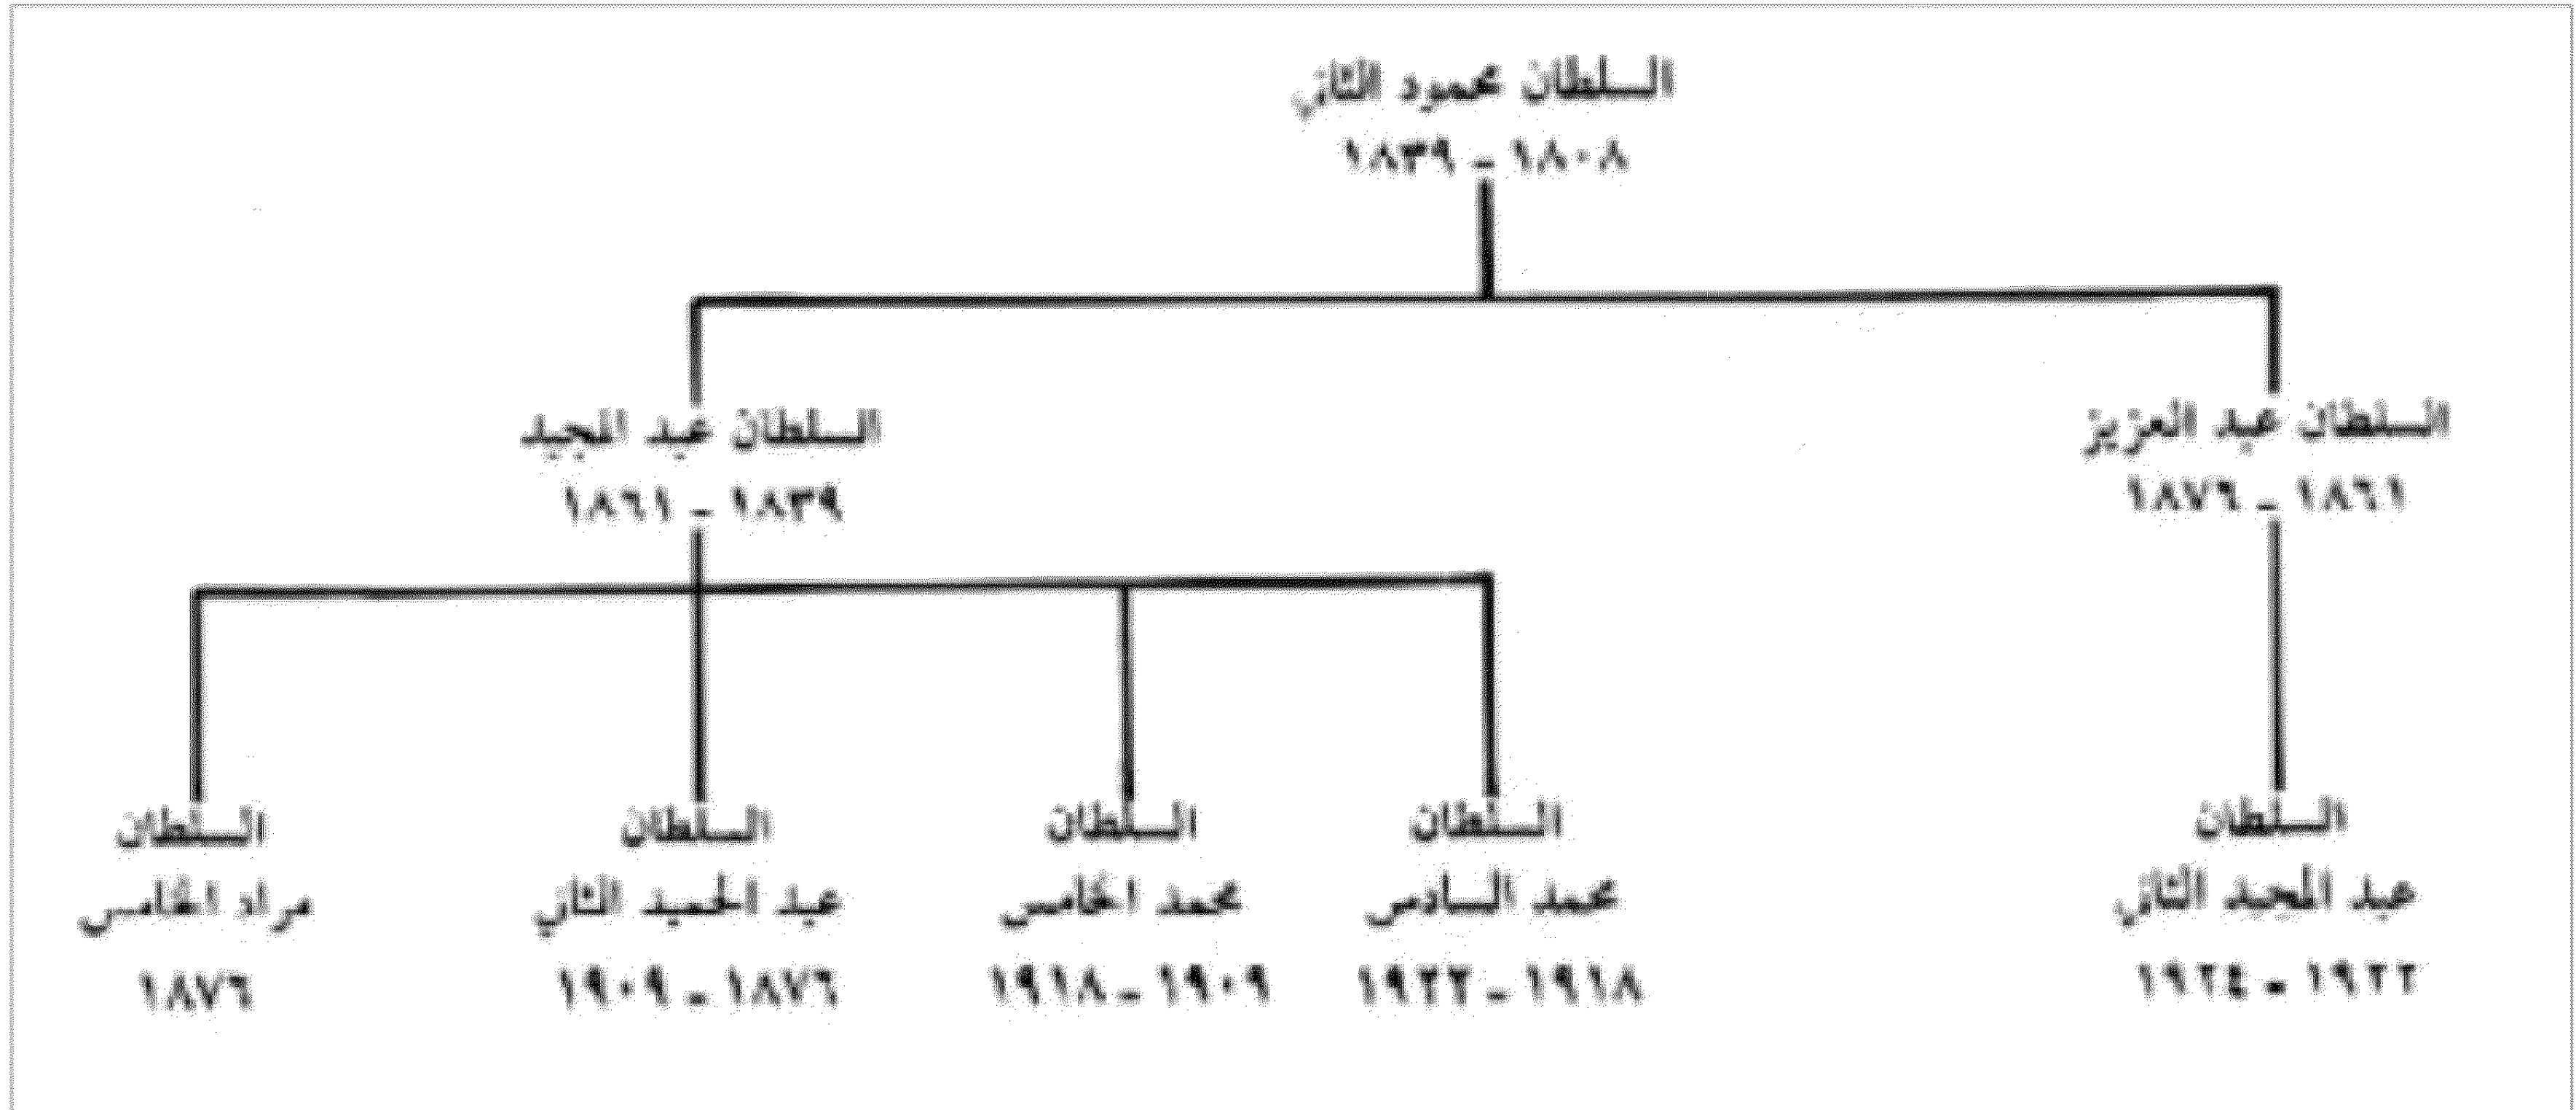 السلطان محمود الثاني
١٨٠٨ - ١٨٣٩
السلطان عبد العزيز
١٨٦١ - ١٨٧٦
السلطان عبد المجيد
١٨٣٩ - ١٨٦١
السلطان
عبد المجيد الثاني
١٩٢٢ - ١٩٢٤
السلطان
محمد السادس
١٩١٨ - ١٩٢٢
السلطان
محمد الخامس
١٩٠٩ - ١٩١٨
السلطان
عبد الحميد الثاني
١٨٧٦ - ١٩٠٩
السلطان
مراد الخامس
١٨٧٦